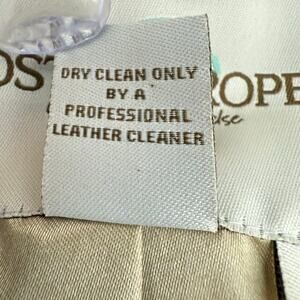 DRY CLEAN ONLY
BY A
PROFESSIONAL
LEATHER CLEANER